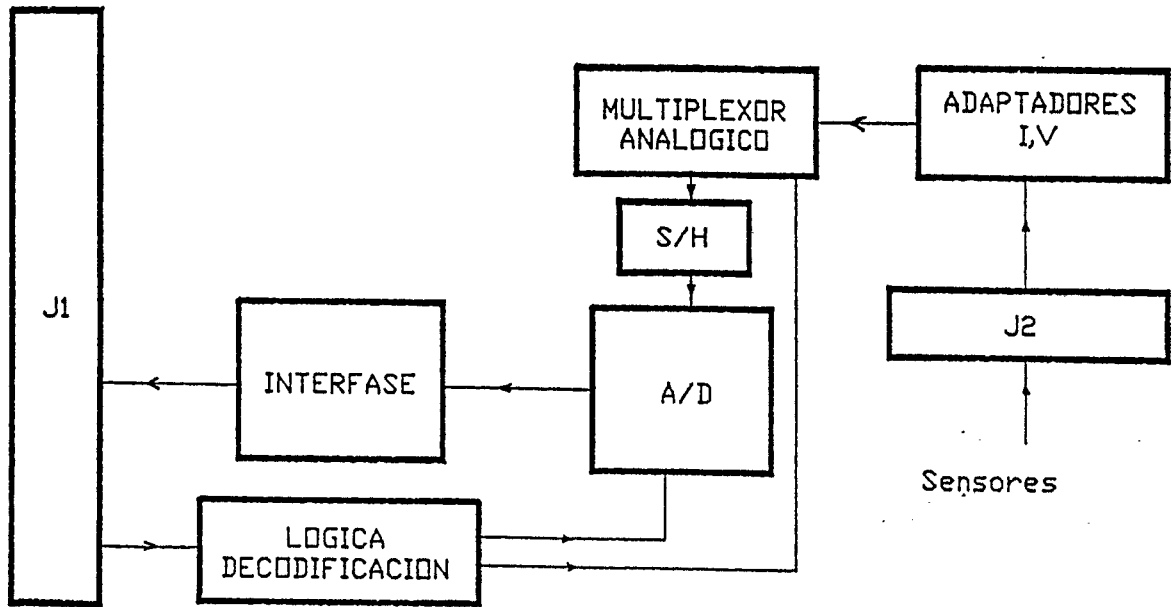 MULTIPLEXOR
ANALOGICO
ADAPTADORES
I,V
S/H
J1
J2
INTERFASE
A/D
Sensores
LOGICA
DECODIFICACION